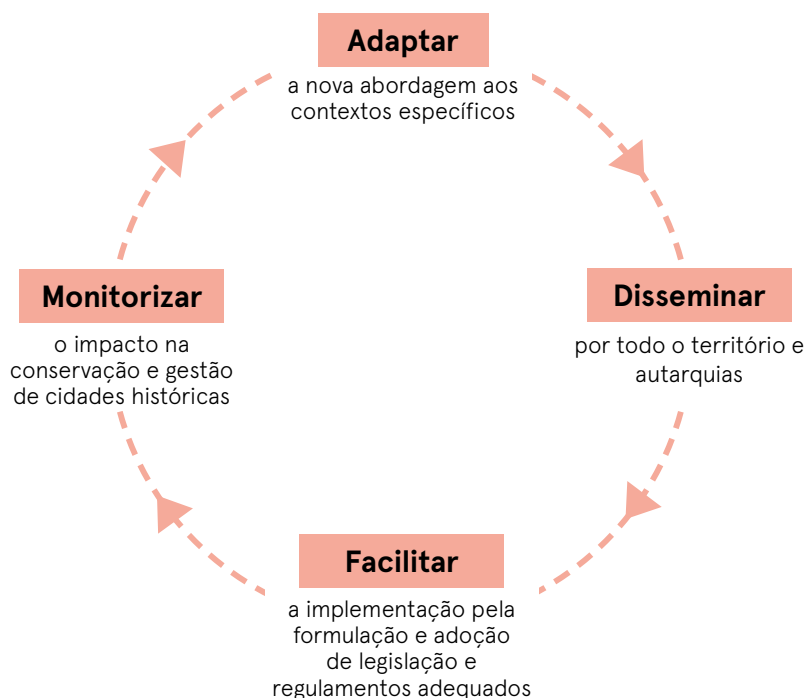 Adaptar
a nova abordagem aos
contextos específicos
Disseminar
por todo o território e
autarquias
Facilitar
a implementação pela
formulação e adoção
de legislação e
regulamentos adequados
Monitorizar
o impacto na
conservação e gestão
de cidades históricas